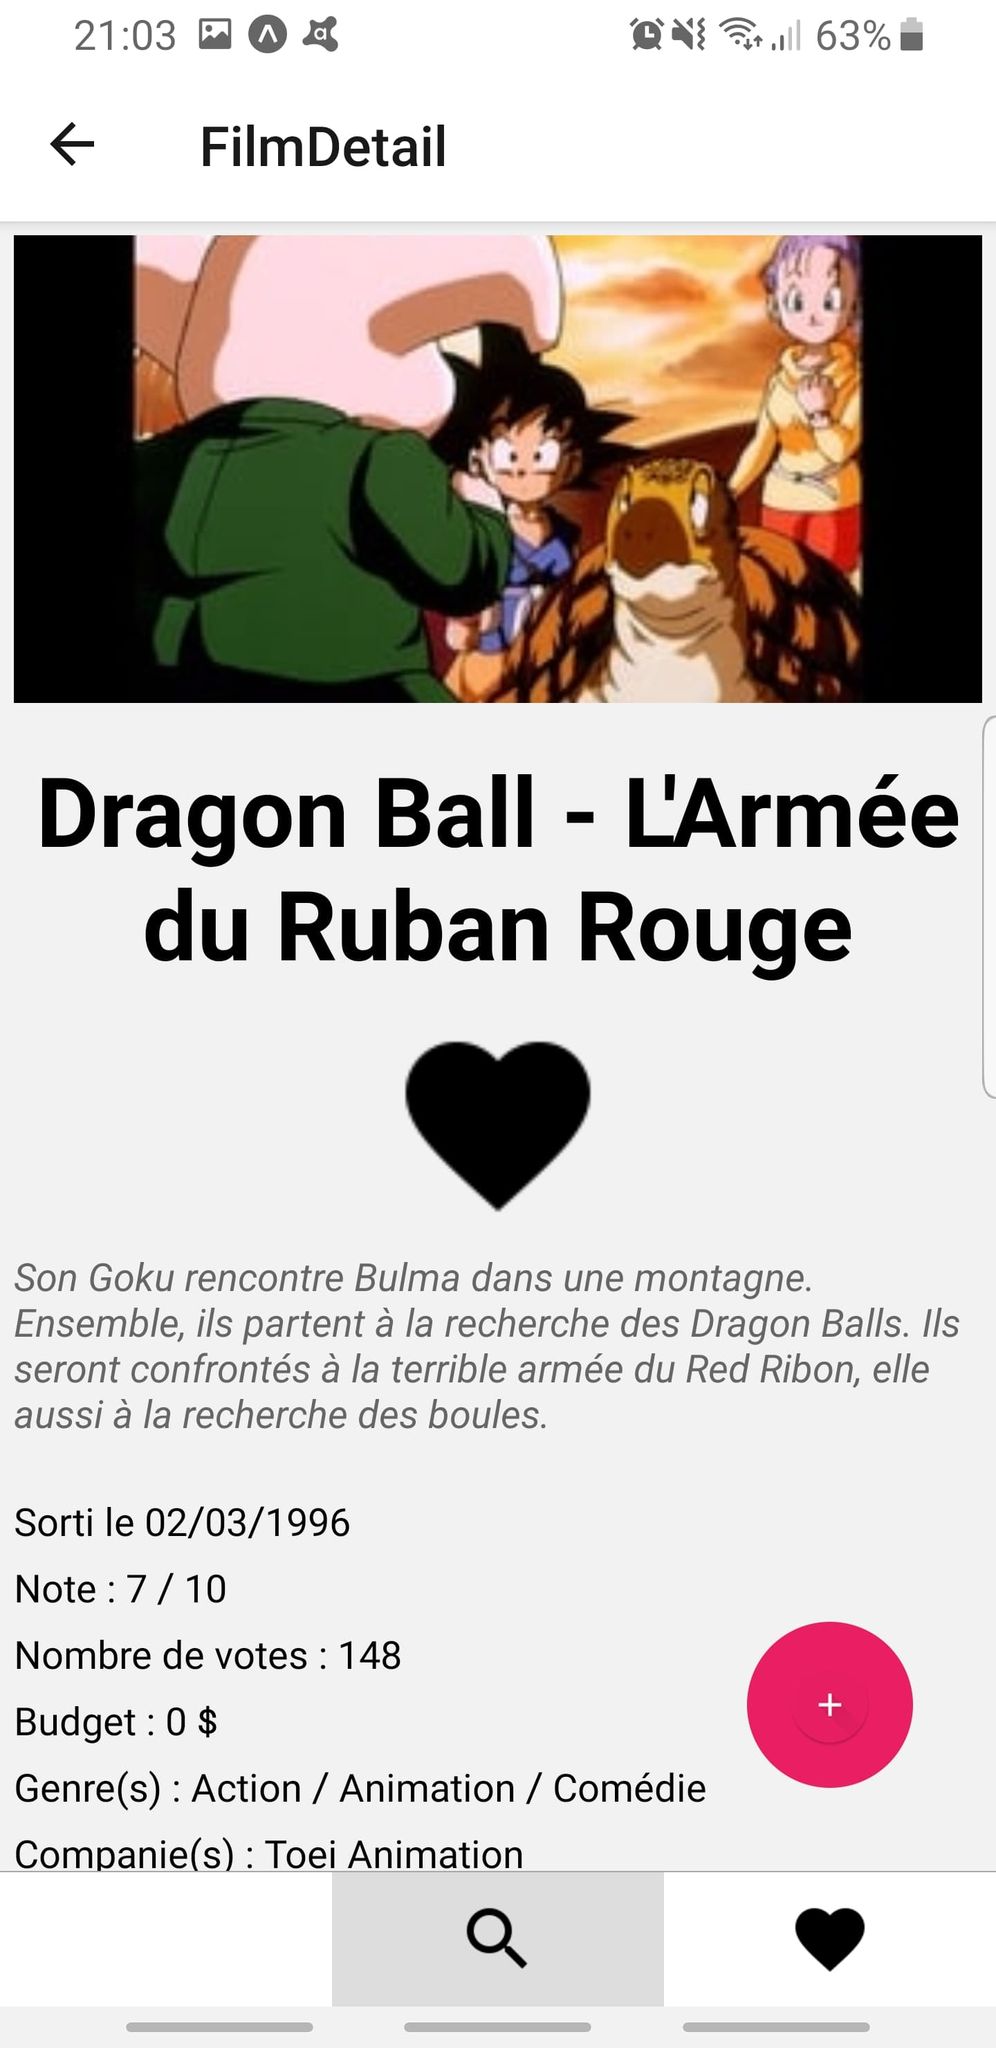 21:03 63%
FilmDetail
Dragon Ball - L'Armée
du Ruban Rouge
Son Goku rencontre Bulma dans une montagne.
Ensemble, ils partent à la recherche des Dragon Balls. Ils
seront confrontés à la terrible armée du Red Ribon, elle
aussi à la recherche des boules.
Sorti le 02/03/1996
Note : 7 / 10
Nombre de votes : 148
Budget : 0 $
Genre(s) : Action / Animation / Comédie
Companie(s) : Toei Animation